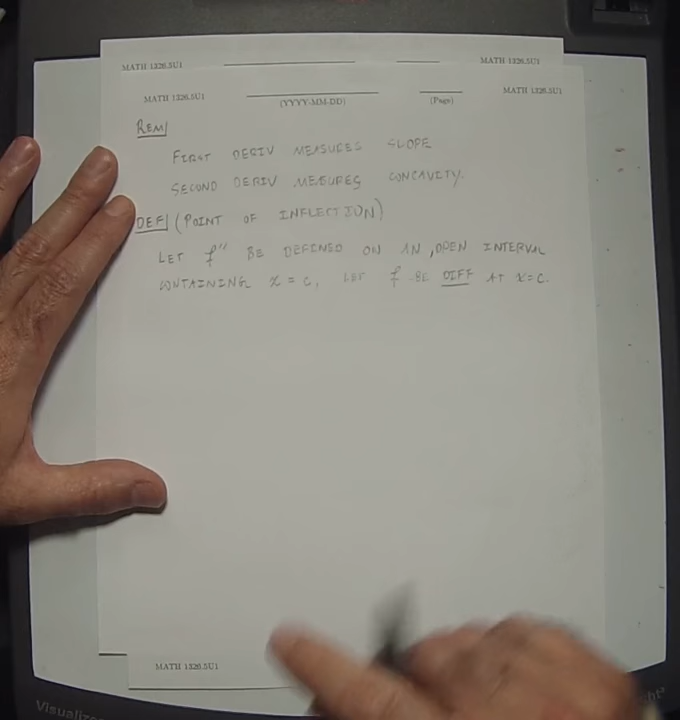 MATH 1326.5U1 MATH 1326.5U1
MATH 1326.5U1 (YYYY-MM-DD) (Page) MATH 1326.5U1
REM
FIRST DERIV MEASURES SLOPE
SECOND DERIV MEASURES CONCAVITY.
DEF (POINT OF INFLECTION)
LET f" BE DEFINED ON AN OPEN INTERVAL
CONTAINING x = c, LET f BE DIFF AT x=c.
MATH 1326.5U1
Visualize